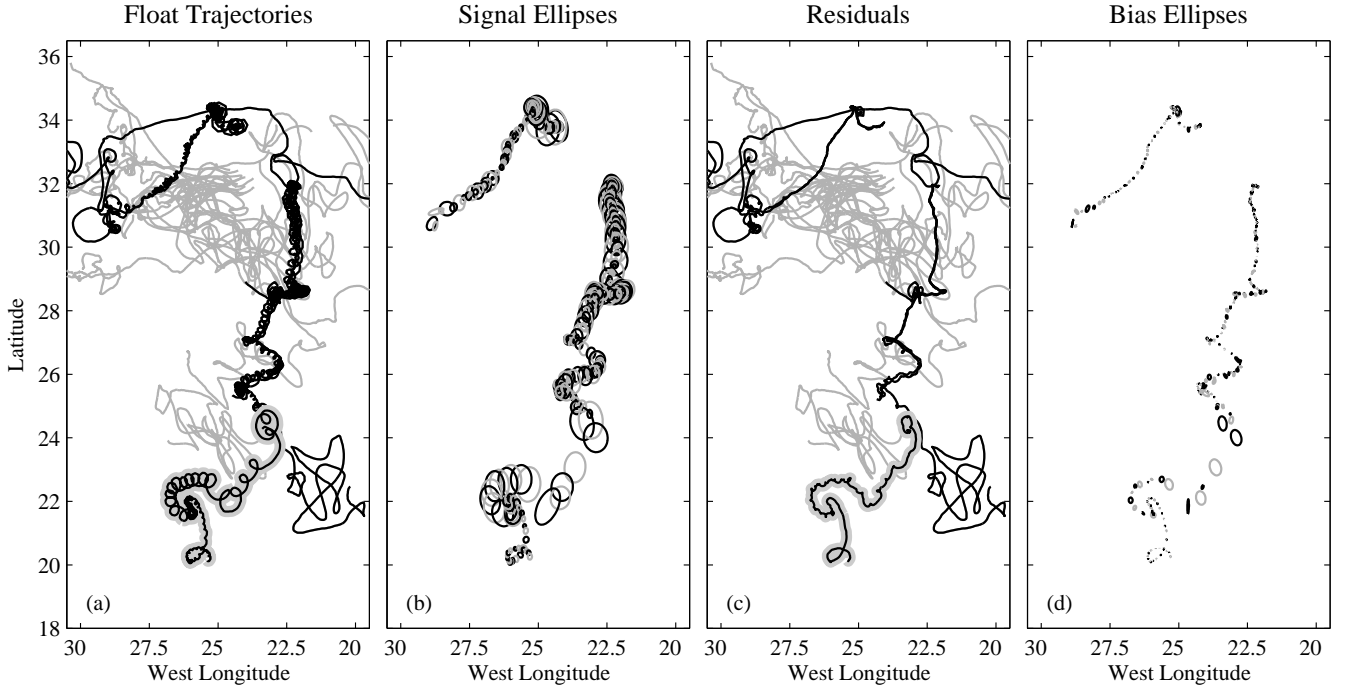 Float Trajectories
Signal Ellipses
Residuals
Bias Ellipses
Latitude
36
34
32
30
28
26
24
22
20
18
(a)
(b)
(c)
(d)
30 27.5 25 22.5 20
30 27.5 25 22.5 20
30 27.5 25 22.5 20
30 27.5 25 22.5 20
West Longitude
West Longitude
West Longitude
West Longitude